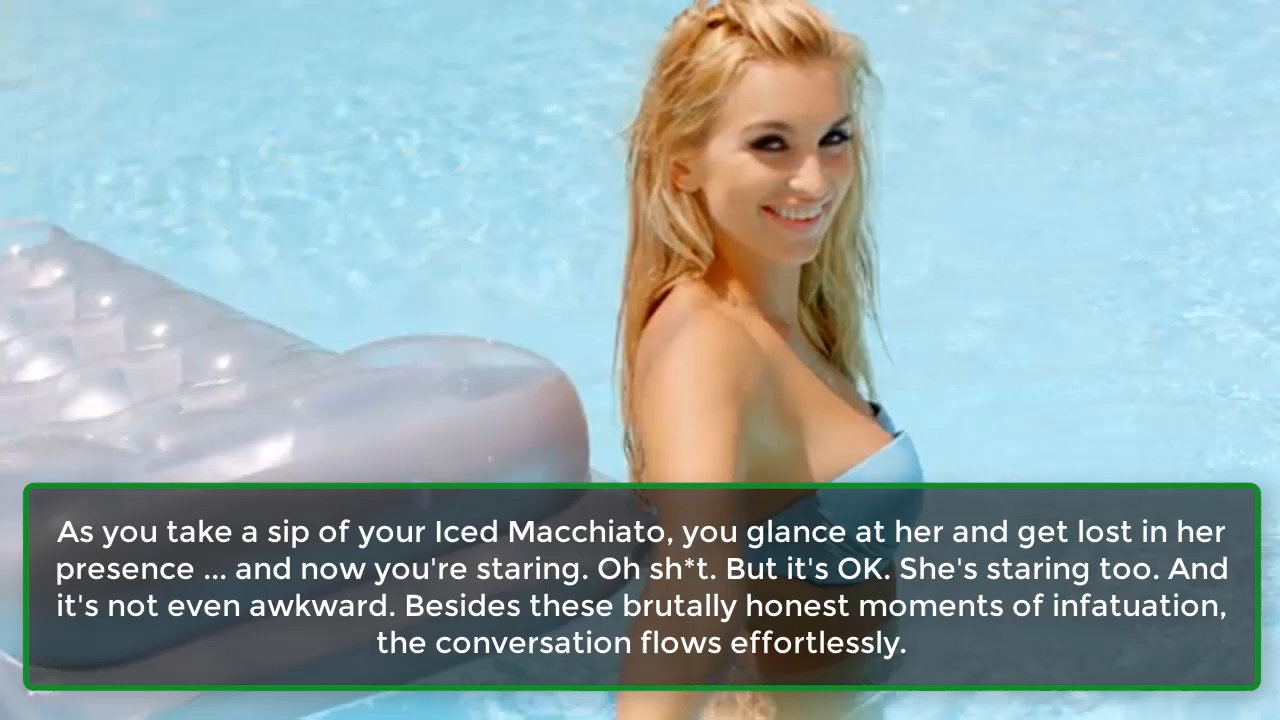 As you take a sip of your Iced Macchiato, you glance at her and get lost in her
presence ... and now you're staring. Oh sh*t. But it's OK. She's staring too. And
it's not even awkward. Besides these brutally honest moments of infatuation,
the conversation flows effortlessly.